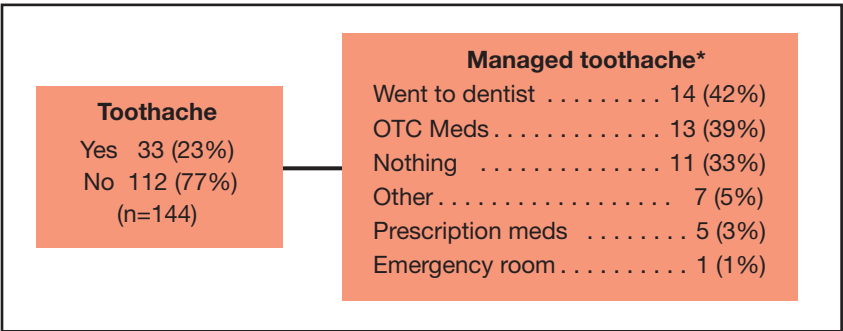 Toothache
Yes 33 (23%)
No 112 (77%)
(n=144)
Managed toothache*
Went to dentist . . . . . . . . . 14 (42%)
OTC Meds . . . . . . . . . . . . . 13 (39%)
Nothing . . . . . . . . . . . . . . 11 (33%)
Other . . . . . . . . . . . . . . . . . . 7 (5%)
Prescription meds . . . . . . . . 5 (3%)
Emergency room . . . . . . . . . . 1 (1%)